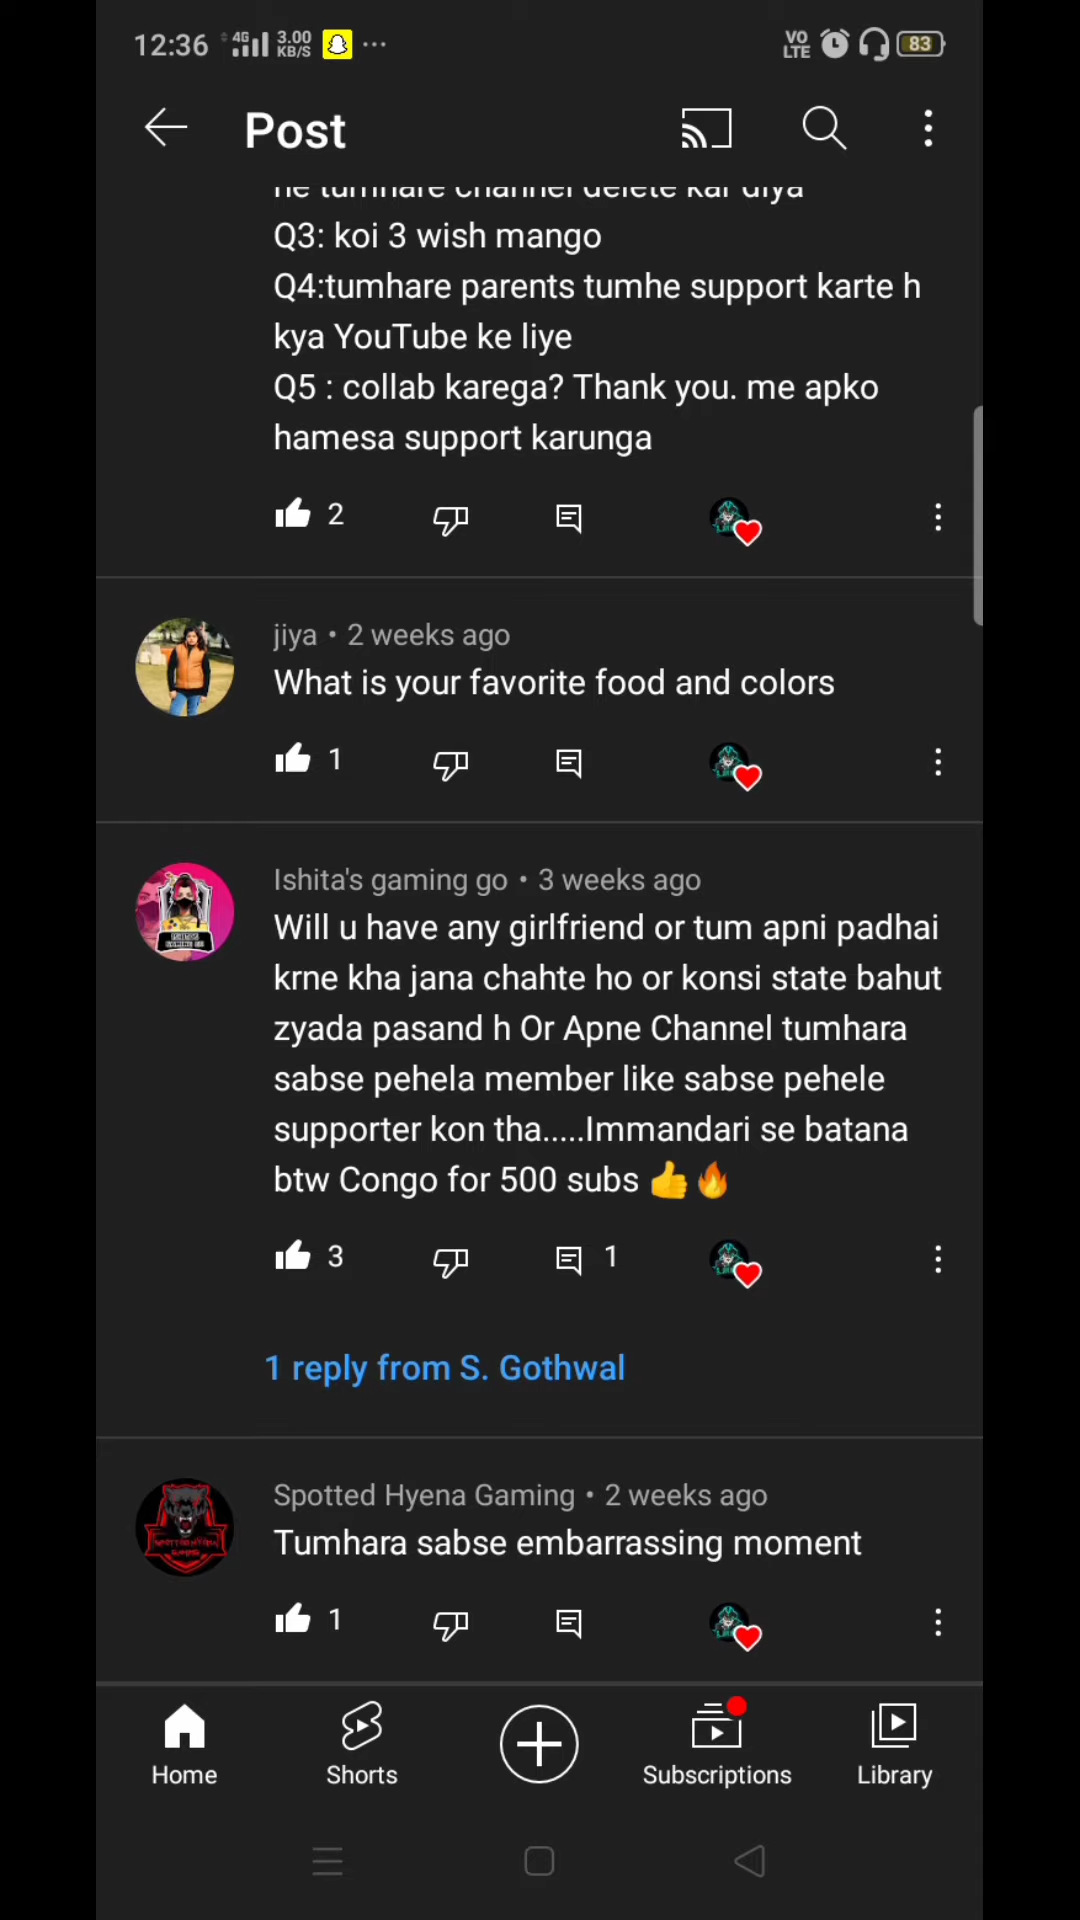 12:36 4G 3.00 KB/S VO LTE 83
Post
ne tumhare channel delete kar diya
Q3: koi 3 wish mango
Q4:tumhare parents tumhe support karte h
kya YouTube ke liye
Q5 : collab karega? Thank you. me apko
hamesa support karunga
2
jiya • 2 weeks ago
What is your favorite food and colors
1
Ishita's gaming go • 3 weeks ago
Will u have any girlfriend or tum apni padhai
krne kha jana chahte ho or konsi state bahut
zyada pasand h Or Apne Channel tumhara
sabse pehela member like sabse pehele
supporter kon tha.....Immandari se batana
btw Congo for 500 subs 👍🔥
3 1
1 reply from S. Gothwal
Spotted Hyena Gaming • 2 weeks ago
Tumhara sabse embarrassing moment
1
Home Shorts Subscriptions Library